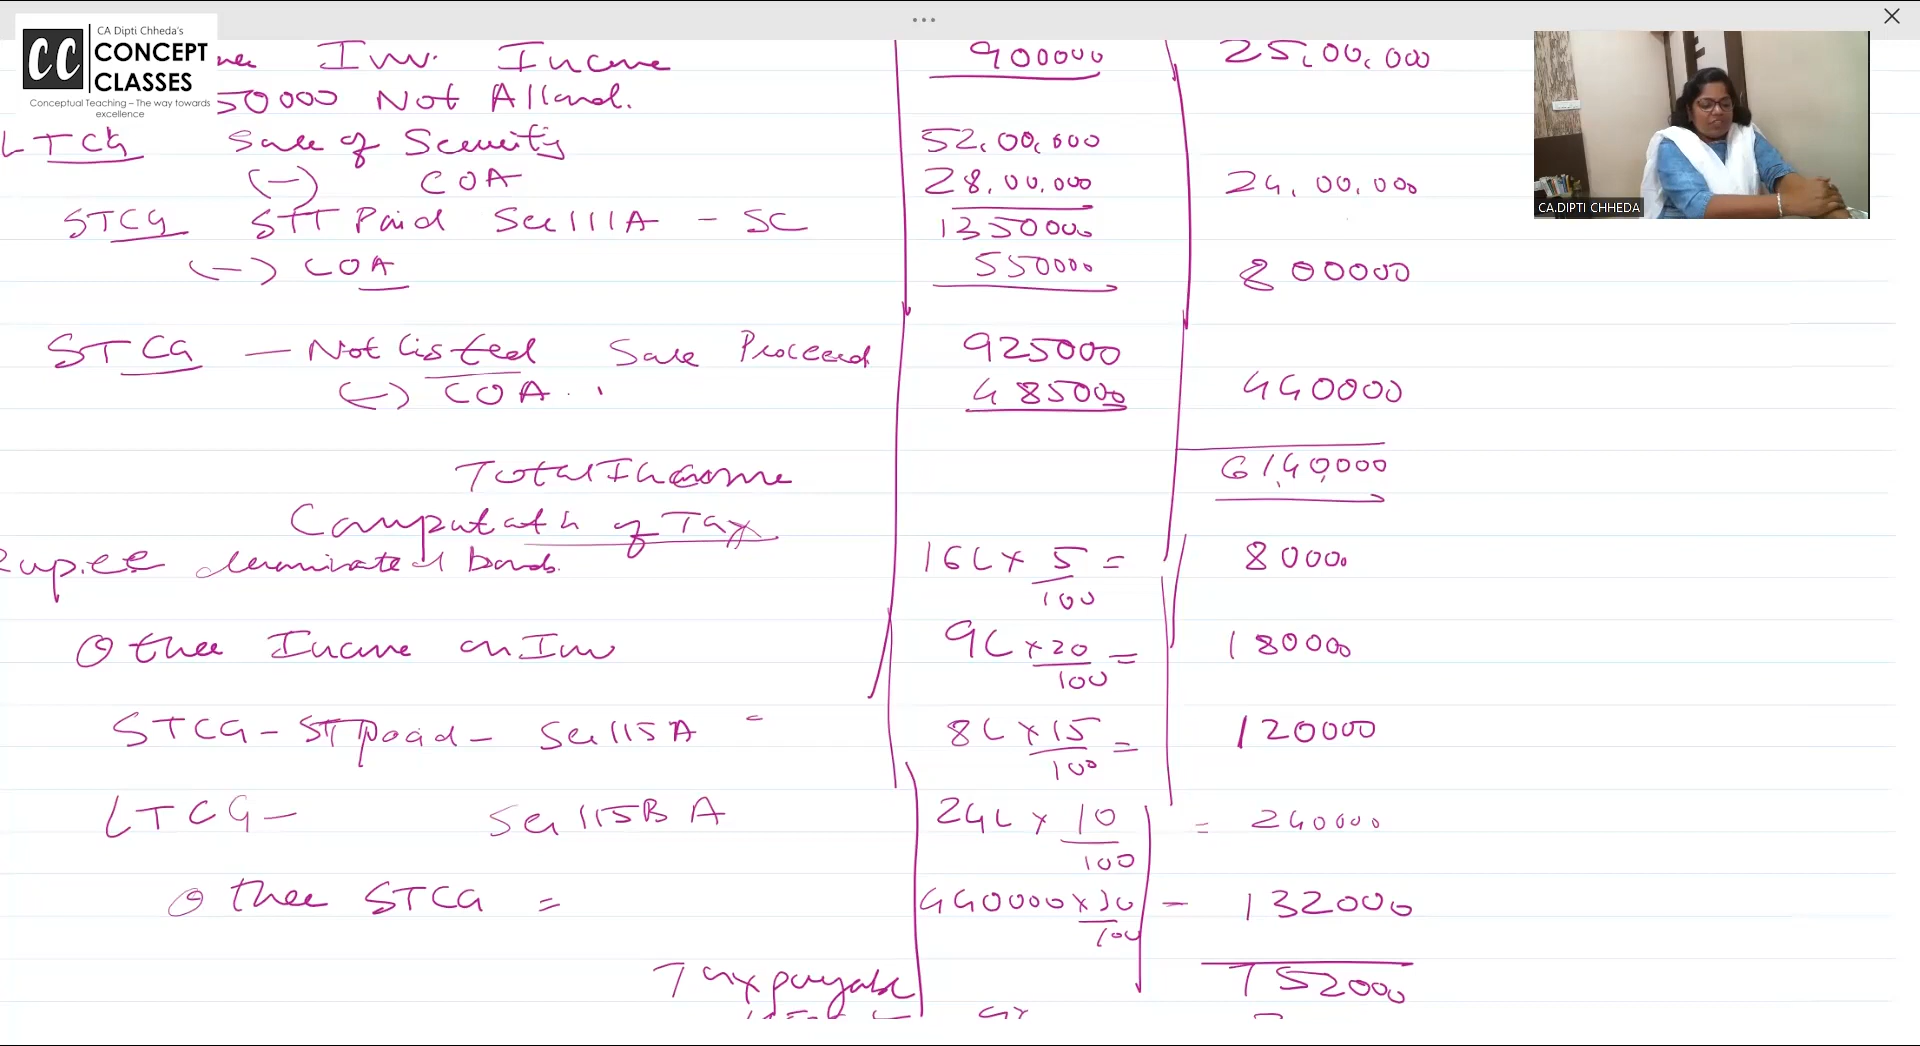 ...
CA Dipti Chheda's
CC CONCEPT
CLASSES
Conceptual Teaching – The way towards
excellence
Inv. Income 900000 25,00,000
50000 Not Allowed.
LTCG Sale of Security 52,00,000
(-) COA 28,00,000 24,00,000
STCG STT Paid Sec 111A - SC 1350000
(-) COA 550000 800000
STCG — Not listed Sale Proceed 925000
(-) COA 485000 440000
Total Income 6140000
Computation of Tax
Rupee denominated bonds. 16L x 5/100 = 80000
Other Income on Inv 9L x 20/100 = 180000
STCG - STT paid - Sec 115A = 8L x 15/100 = 120000
LTCG - Sec 115BA 24L x 10/100 = 240000
Other STCG = 440000 x 30/100 - 132000
Tax payable 752000
CA.DIPTI CHHEDA